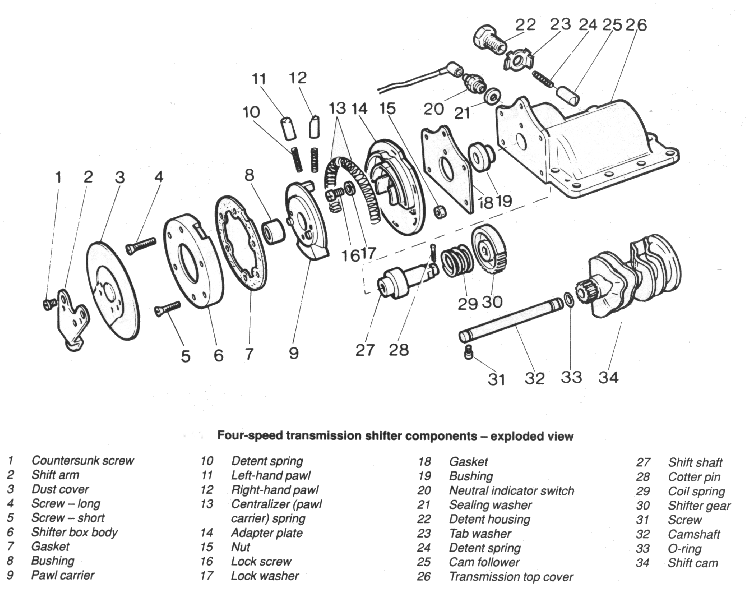 22 23 24 25 26
11 12
10 13 14 15 20 21
1 2 3 4 8 18 19
16 17
29 30
5 6 7 9 27 28
31 32 33 34
Four-speed transmission shifter components – exploded view
1 Countersunk screw
2 Shift arm
3 Dust cover
4 Screw – long
5 Screw – short
6 Shifter box body
7 Gasket
8 Bushing
9 Pawl carrier
10 Detent spring
11 Left-hand pawl
12 Right-hand pawl
13 Centralizer (pawl
carrier) spring
14 Adapter plate
15 Nut
16 Lock screw
17 Lock washer
18 Gasket
19 Bushing
20 Neutral indicator switch
21 Sealing washer
22 Detent housing
23 Tab washer
24 Detent spring
25 Cam follower
26 Transmission top cover
27 Shift shaft
28 Cotter pin
29 Coil spring
30 Shifter gear
31 Screw
32 Camshaft
33 O-ring
34 Shift cam